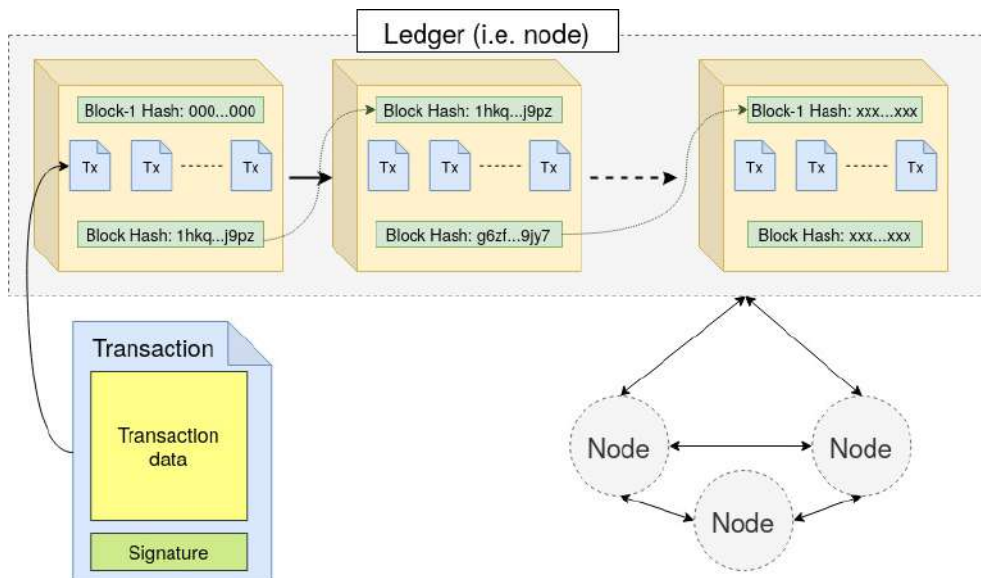 Ledger (i.e. node)
Block-1 Hash: 000...000
Tx
Tx
Tx
Block Hash: 1hkq...j9pz
Block Hash: 1hkq...j9pz
Tx
Tx
Tx
Block Hash: g6zf...9jy7
Block-1 Hash: xxx...xxx
Tx
Tx
Tx
Block Hash: xxx...xxx
Transaction
Transaction
data
Signature
Node
Node
Node